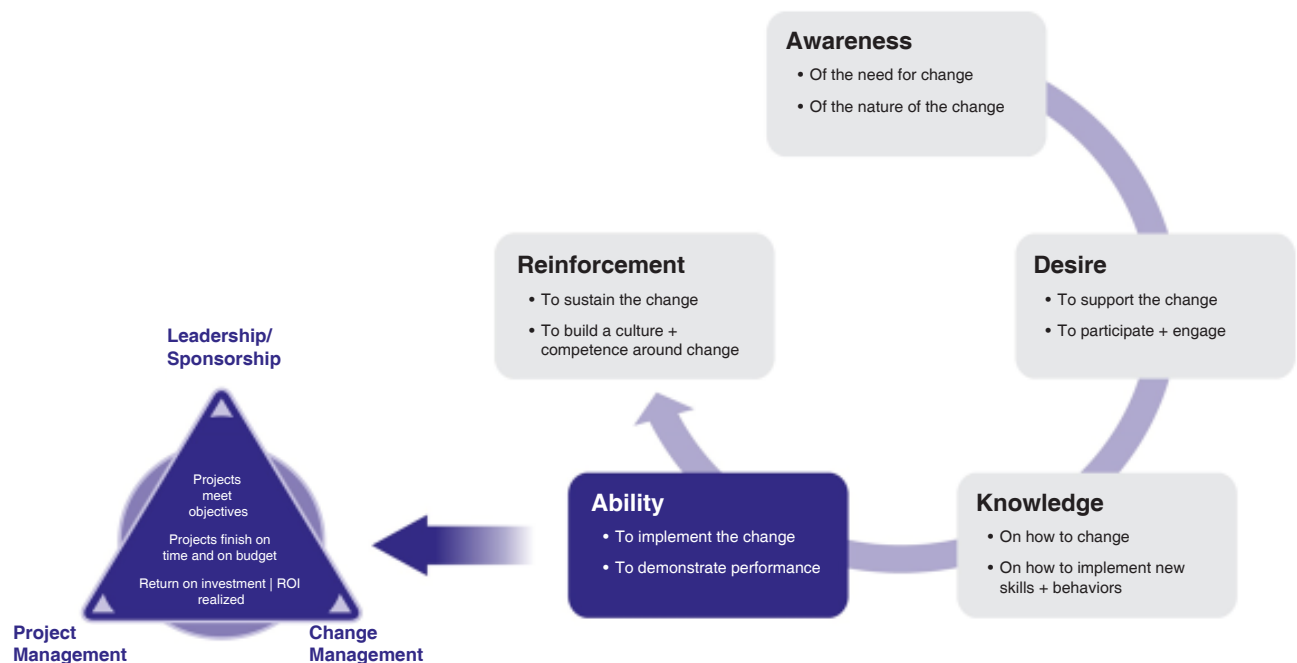 Awareness
• Of the need for change
• Of the nature of the change
Desire
• To support the change
• To participate + engage
Knowledge
• On how to change
• On how to implement new
skills + behaviors
Ability
• To implement the change
• To demonstrate performance
Reinforcement
• To sustain the change
• To build a culture +
competence around change
Leadership/
Sponsorship
Projects
meet
objectives
Projects finish on
time and on budget
Return on investment | ROI
realized
Project
Management
Change
Management